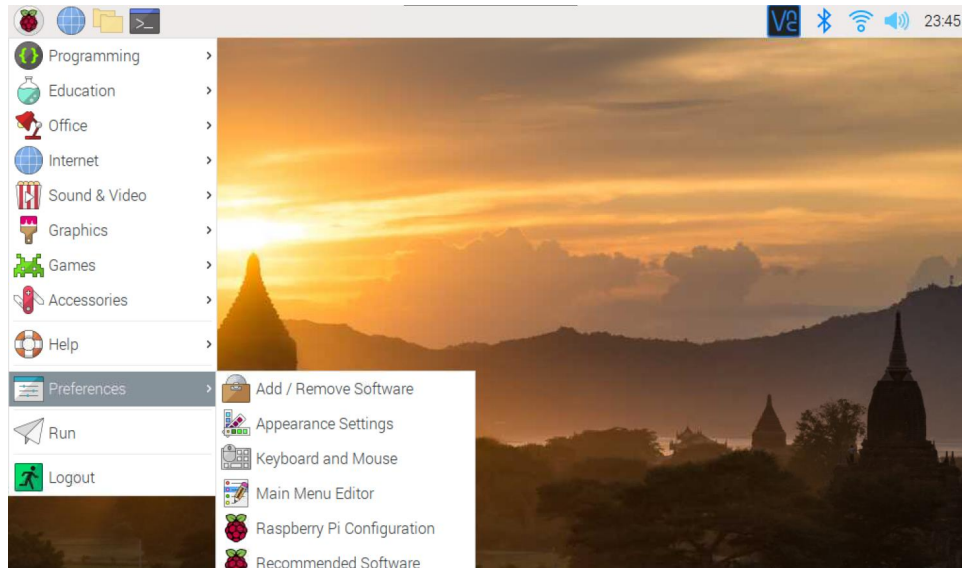 VNC
23:45
Programming
Education
Office
Internet
Sound & Video
Graphics
Games
Accessories
Help
Preferences
Run
Logout
Add / Remove Software
Appearance Settings
Keyboard and Mouse
Main Menu Editor
Raspberry Pi Configuration
Recommended Software